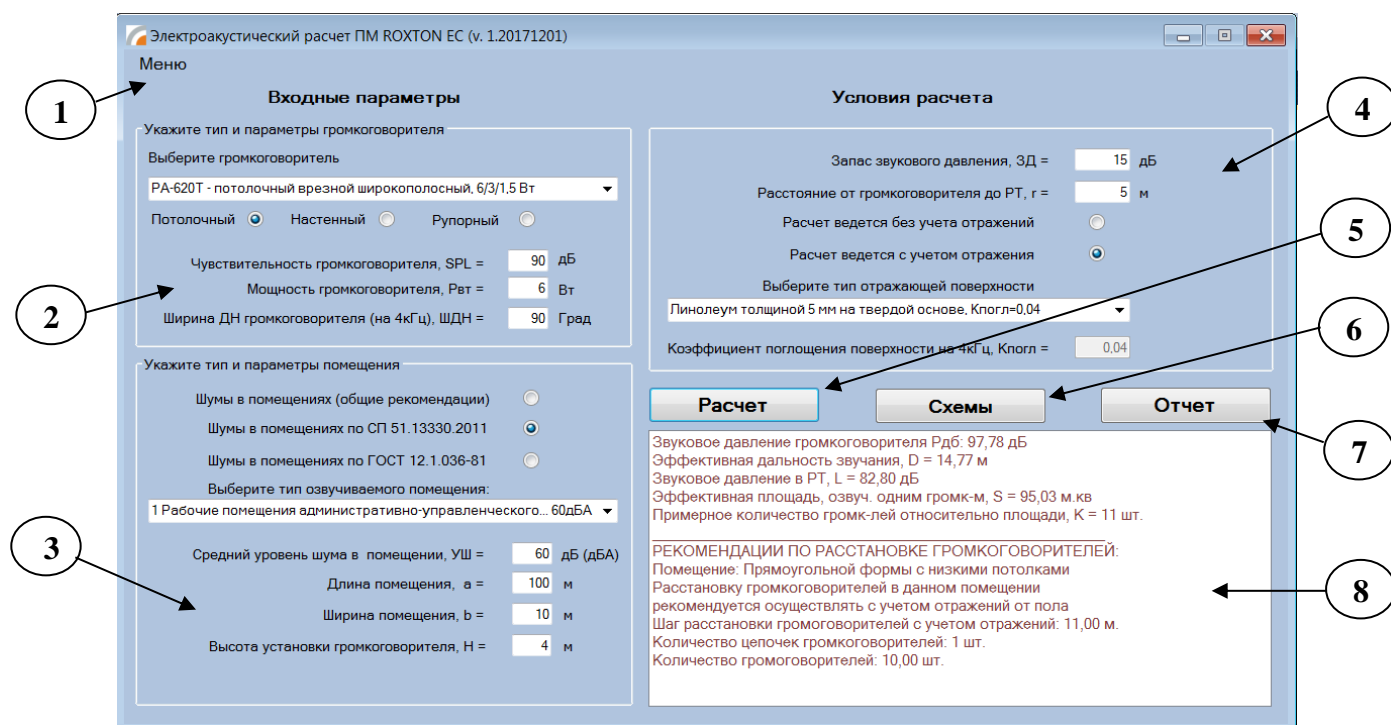 Электроакустический расчет ПМ ROXTON EC (v. 1.20171201)
Меню
1
Входные параметры
Укажите тип и параметры громкоговорителя
Выберите громкоговоритель
PA-620T - потолочный врезной широкополосный, 6/3/1,5 Вт
Потолочный Настенный Рупорный
Чувствительность громкоговорителя, SPL = 90 дБ
Мощность громкоговорителя, Рвт = 6 Вт
Ширина ДН громкоговорителя (на 4кГц), ШДН = 90 Град
2
Укажите тип и параметры помещения
Шумы в помещениях (общие рекомендации)
Шумы в помещениях по СП 51.13330.2011
Шумы в помещениях по ГОСТ 12.1.036-81
Выберите тип озвучиваемого помещения:
1 Рабочие помещения административно-управленческого... 60дБА
Средний уровень шума в помещении, УШ = 60 дБ (дБА)
3
Длина помещения, a = 100 м
Ширина помещения, b = 10 м
Высота установки громкоговорителя, H = 4 м
Условия расчета
4
Запас звукового давления, ЗД = 15 дБ
Расстояние от громкоговорителя до РТ, r = 5 м
Расчет ведется без учета отражений
5
Расчет ведется с учетом отражения
Выберите тип отражающей поверхности
Линолеум толщиной 5 мм на твердой основе, Кпогл=0,04
6
Коэффициент поглощения поверхности на 4кГц, Кпогл = 0,04
Расчет Схемы Отчет
7
Звуковое давление громкоговорителя Рдб: 97,78 дБ
Эффективная дальность звучания, D = 14,77 м
Звуковое давление в РТ, L = 82,80 дБ
Эффективная площадь, озвуч. одним громк-м, S = 95,03 м.кв
Примерное количество громк-лей относительно площади, K = 11 шт.
РЕКОМЕНДАЦИИ ПО РАССТАНОВКЕ ГРОМКОГОВОРИТЕЛЕЙ:
Помещение: Прямоугольной формы с низкими потолками
Расстановку громкоговорителей в данном помещении
рекомендуется осуществлять с учетом отражений от пола
8
Шаг расстановки громоговорителей с учетом отражений: 11,00 м.
Количество цепочек громкоговорителей: 1 шт.
Количество громоговорителей: 10,00 шт.